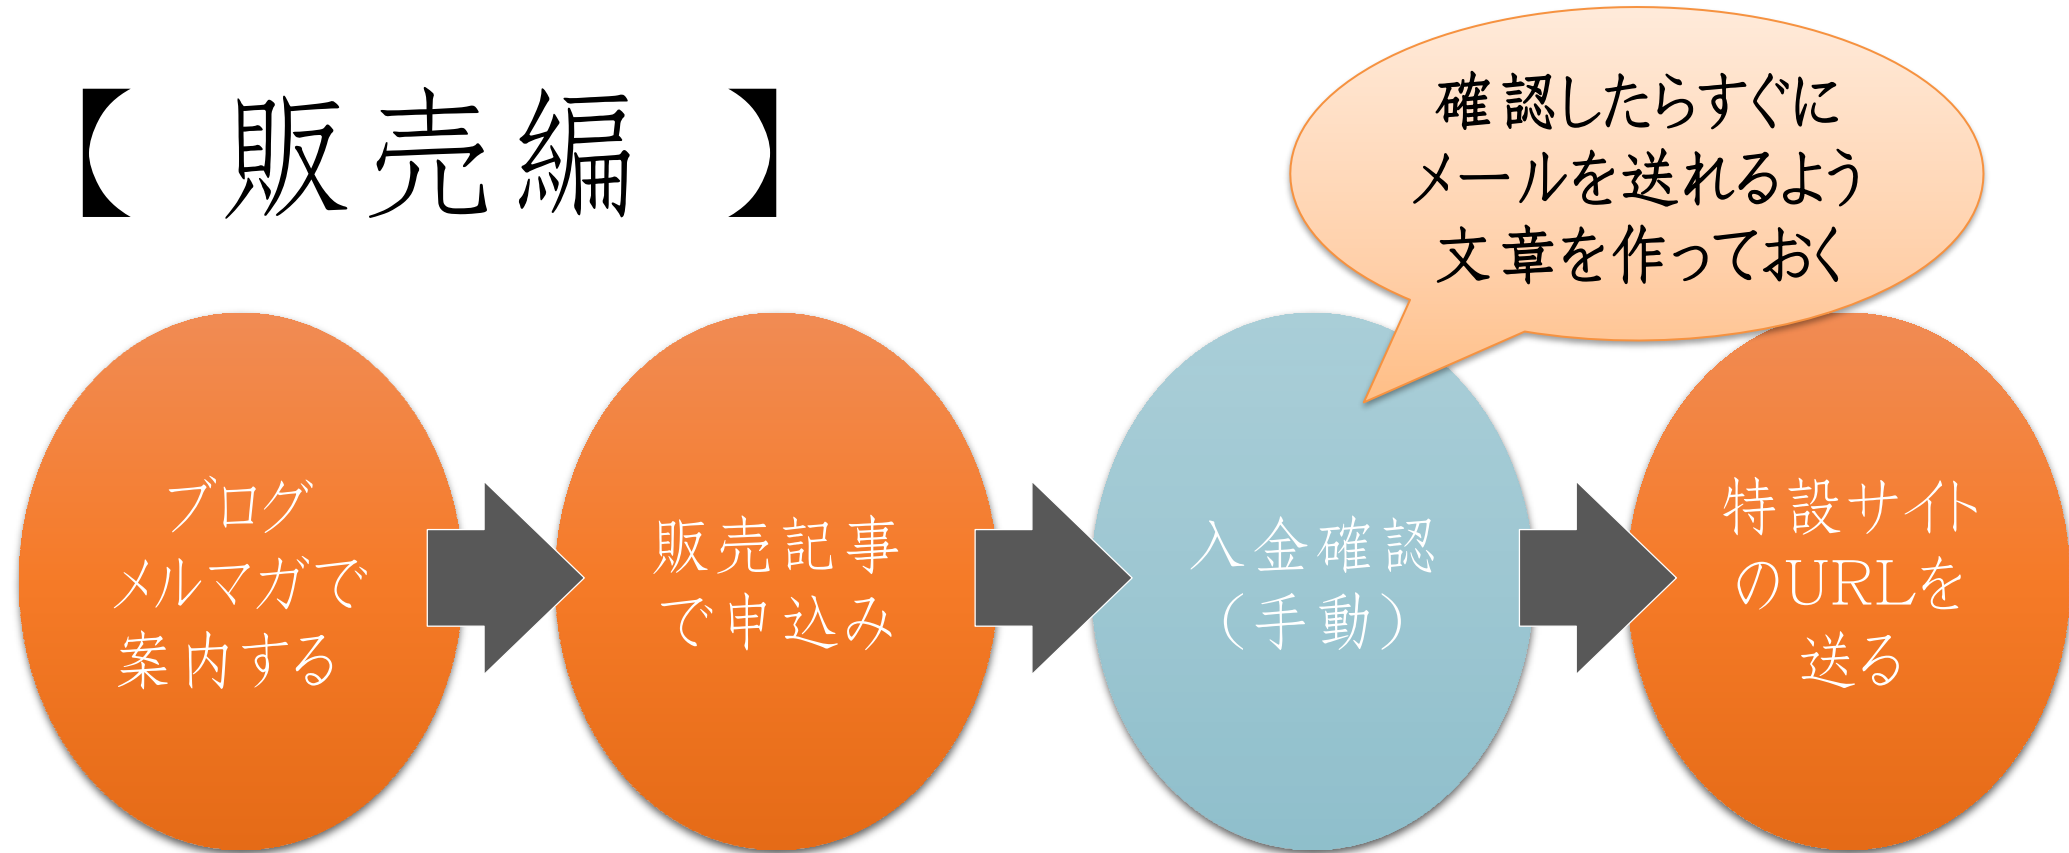 【 販売編 】
確認したらすぐに
メールを送れるよう
文章を作っておく
ブログ
メルマガで
案内する
販売記事
で申込み
入金確認
（手動）
特設サイト
のURLを
送る